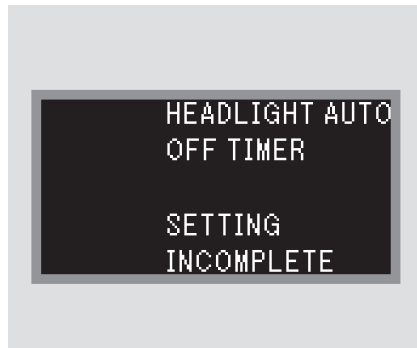 HEADLIGHT AUTO
OFF TIMER
SETTING
INCOMPLETE